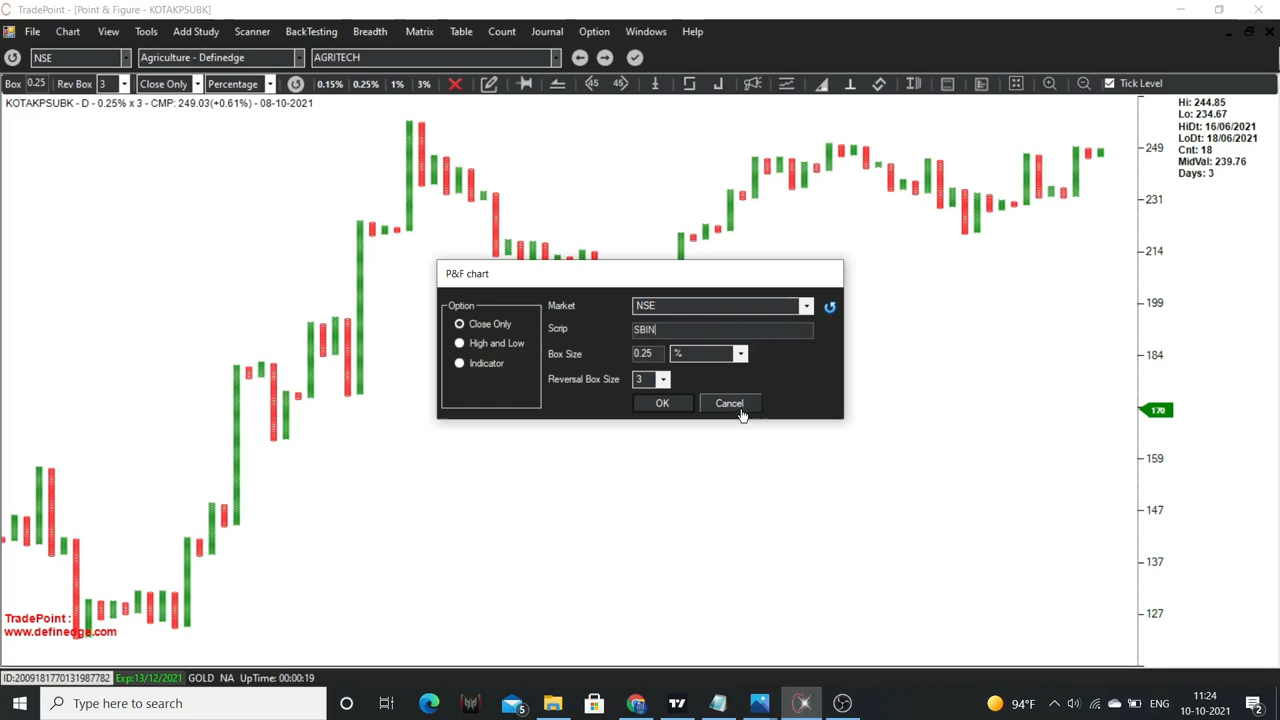 TradePoint - [Point & Figure - KOTAKPSUBK]
File Chart View Tools Add Study Scanner BackTesting Breadth Matrix Table Count Journal Option Windows Help
NSE Agriculture - Definedge AGRITECH
Box 0.25 Rev Box 3 Close Only Percentage 0.15% 0.25% 1% 3% 45 45 Tick Level
KOTAKPSUBK - D - 0.25% x 3 - CMP: 249.03(+0.61%) - 08-10-2021
Hi: 244.85
Lo: 234.67
HiDt: 16/06/2021
LoDt: 18/06/2021
Cnt: 18
MidVal: 239.76
Days: 3
249
231
214
199
184
170
159
147
137
127
P&F chart
Option
Close Only
High and Low
Indicator
Market NSE
Scrip SBIN
Box Size 0.25 %
Reversal Box Size 3
OK Cancel
TradePoint :
www.definedge.com
ID:2009181770131987782 Exp:13/12/2021 GOLD NA UpTime: 00:00:19
Type here to search
5
94°F ENG
11:24
10-10-2021
2